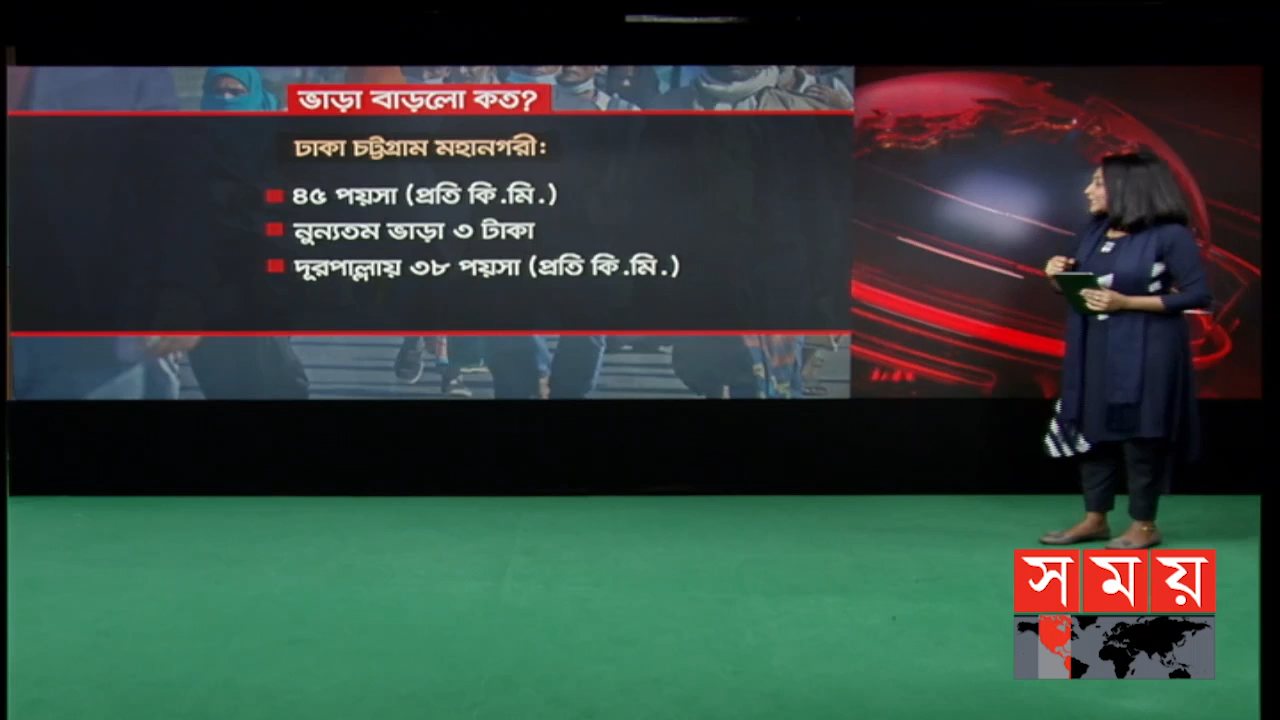 ভাড়া বাড়লো কত?
ঢাকা চট্টগ্রাম মহানগরী:
৪৫ পয়সা (প্রতি কি.মি.)
নুন্যতম ভাড়া ৩ টাকা
দূরপাল্লায় ৩৮ পয়সা (প্রতি কি.মি.)
সময়